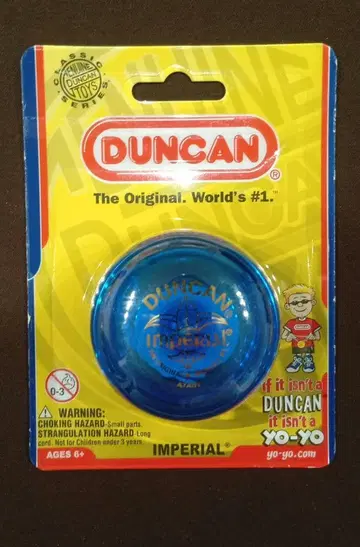 CLASSIC
GENUINE
DUNCAN
TOYS
SERIES
DUNCAN®
The Original. World's #1.™
DUNCAN®
Imperial®
DUNCAN
0-3
If it isn't a
DUNCAN
it isn't a
YO-YO
yo-yo.com
WARNING:
CHOKING HAZARD-Small parts.
STRANGULATION HAZARD-Long
cord. Not for Children under 3 years.
AGES 6+
IMPERIAL®